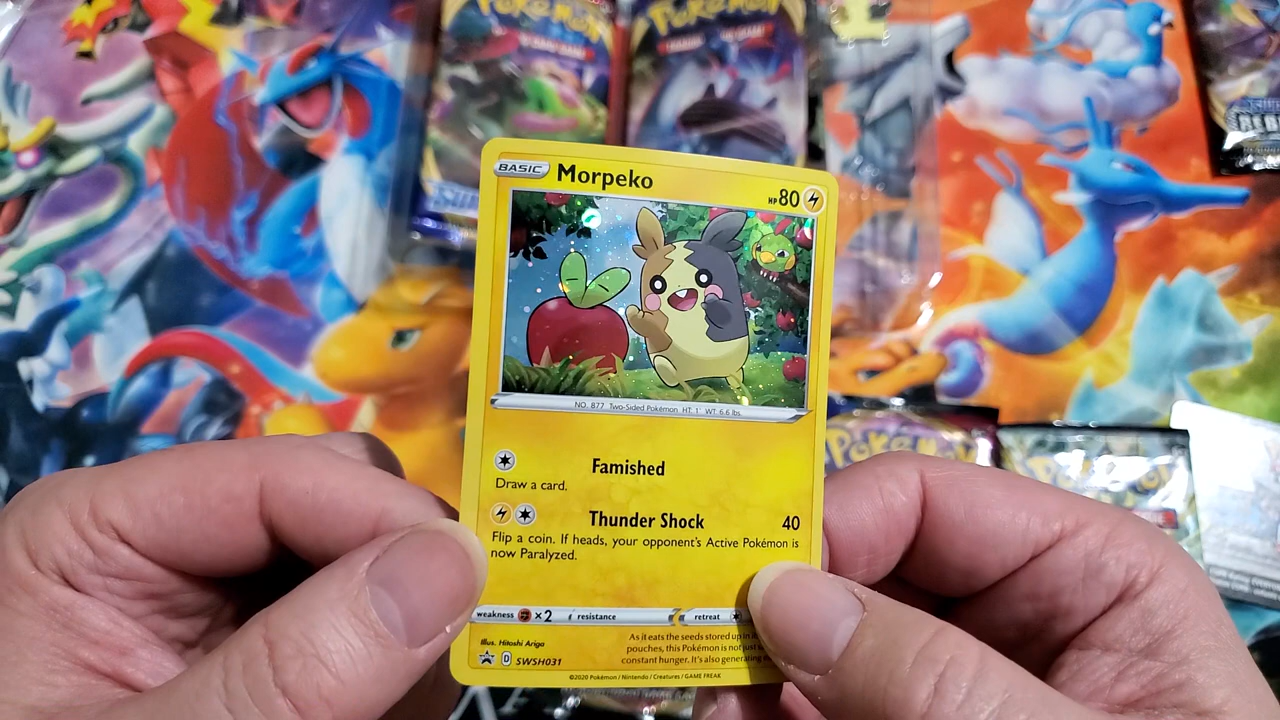 Pokémon
Pokémon
BASIC
Morpeko
HP 80
NO. 877 Two-Sided Pokémon HT: 1' WT: 6.6 lbs.
Famished
Draw a card.
Thunder Shock 40
Flip a coin. If heads, your opponent's Active Pokémon is
now Paralyzed.
weakness ×2 resistance retreat
Illus. Hitoshi Ariga
D SWSH031
As it eats the seeds stored up in
pouches, this Pokémon is not just
constant hunger. It's also generating
©2020 Pokémon / Nintendo / Creatures / GAME FREAK
Pokémon